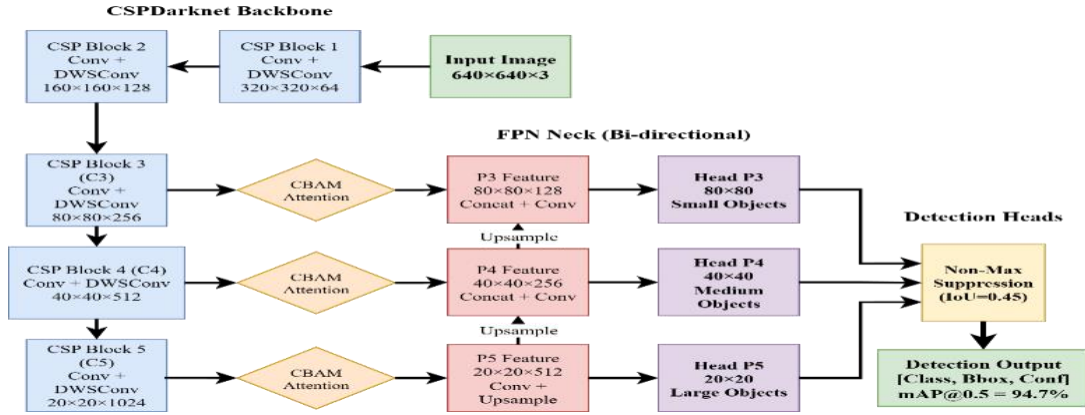 CSPDarknet Backbone
CSP Block 2
Conv +
DWSConv
160×160×128
CSP Block 1
Conv +
DWSConv
320×320×64
Input Image
640×640×3
FPN Neck (Bi-directional)
CSP Block 3
(C3)
Conv +
DWSConv
80×80×256
CBAM
Attention
P3 Feature
80×80×128
Concat + Conv
Head P3
80×80
Small Objects
Detection Heads
Upsample
CSP Block 4 (C4)
Conv + DWSConv
40×40×512
CBAM
Attention
P4 Feature
40×40×256
Concat + Conv
Head P4
40×40
Medium
Objects
Non-Max
Suppression
(IoU=0.45)
Upsample
CSP Block 5
(C5)
Conv +
DWSConv
20×20×1024
CBAM
Attention
P5 Feature
20×20×512
Conv +
Upsample
Head P5
20×20
Large Objects
Detection Output
[Class, Bbox, Conf]
mAP@0.5 = 94.7%